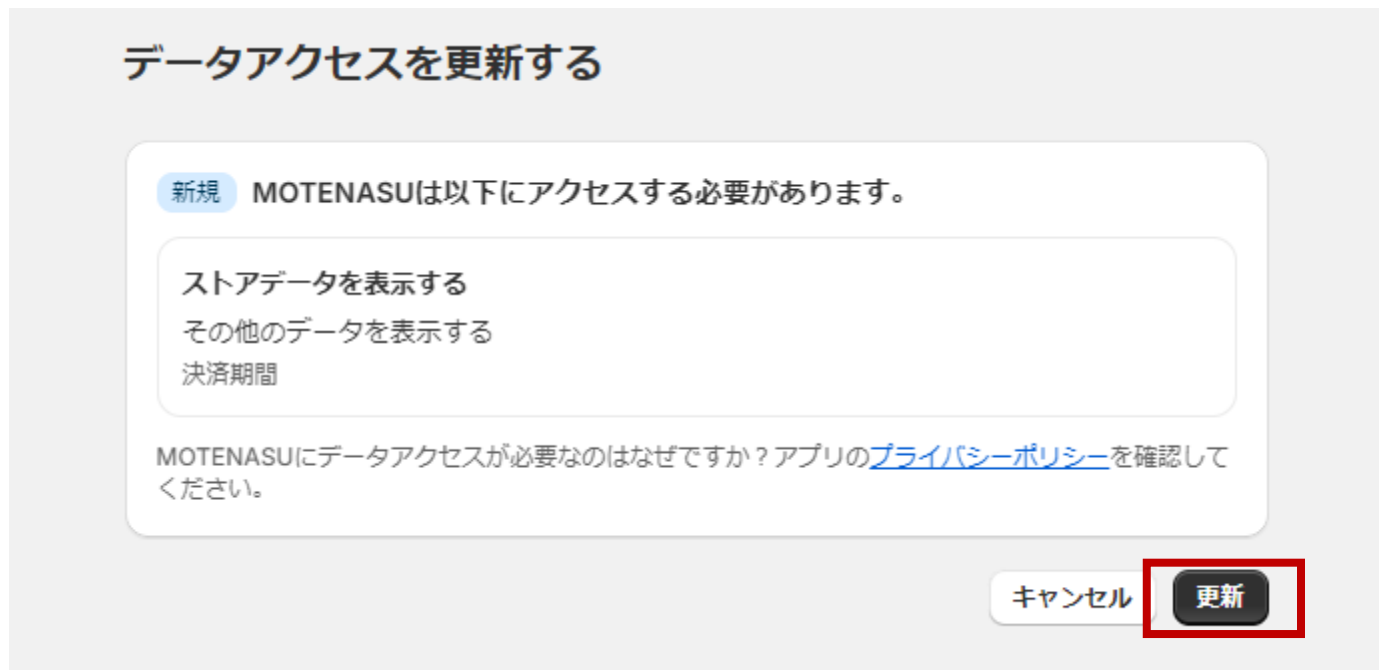 データアクセスを更新する
新規 MOTENASUは以下にアクセスする必要があります。
ストアデータを表示する
その他のデータを表示する
決済期間
MOTENASUにデータアクセスが必要なのはなぜですか？アプリのプライバシーポリシーを確認して
ください。
キャンセル 更新